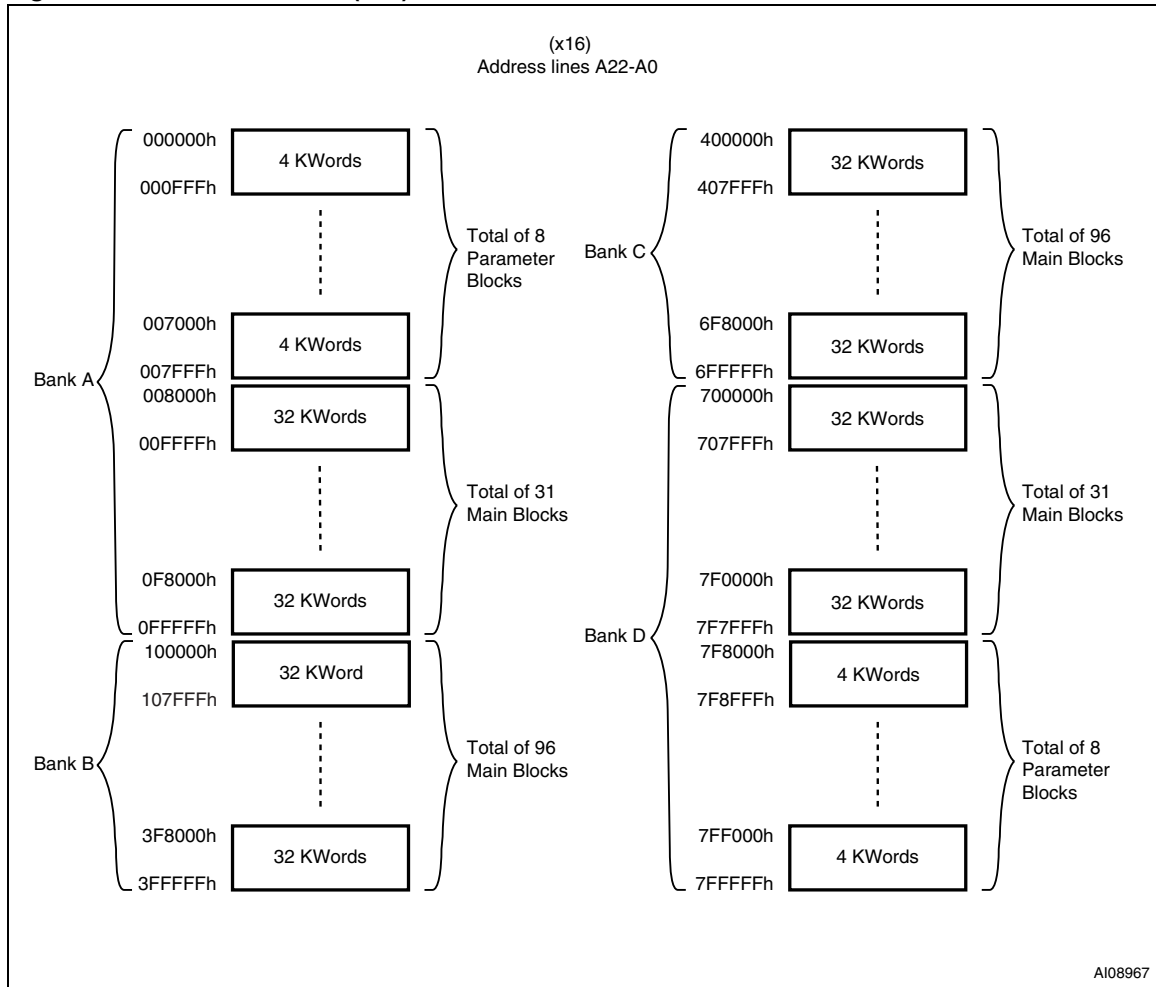 (x16)
Address lines A22-A0
Bank A
000000h
4 KWords
000FFFh
Total of 8
Parameter
Blocks
007000h
4 KWords
007FFFh
008000h
32 KWords
00FFFFh
Total of 31
Main Blocks
0F8000h
32 KWords
0FFFFFh
Bank B
100000h
32 KWord
107FFFh
Total of 96
Main Blocks
3F8000h
32 KWords
3FFFFFh
Bank C
400000h
32 KWords
407FFFh
Total of 96
Main Blocks
6F8000h
32 KWords
6FFFFFh
Bank D
700000h
32 KWords
707FFFh
Total of 31
Main Blocks
7F0000h
32 KWords
7F7FFFh
7F8000h
4 KWords
7F8FFFh
Total of 8
Parameter
Blocks
7FF000h
4 KWords
7FFFFFh
AI08967